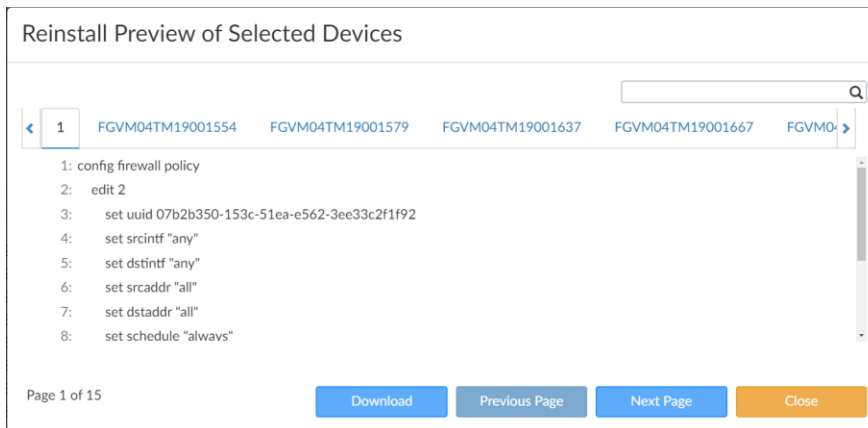 Reinstall Preview of Selected Devices
1 FGVM04TM19001554 FGVM04TM19001579 FGVM04TM19001637 FGVM04TM19001667 FGVM04
1: config firewall policy
2: edit 2
3: set uuid 07b2b350-153c-51ea-e562-3ee33c2f1f92
4: set srcintf "any"
5: set dstintf "any"
6: set srcaddr "all"
7: set dstaddr "all"
8: set schedule "always"
Page 1 of 15 Download Previous Page Next Page Close